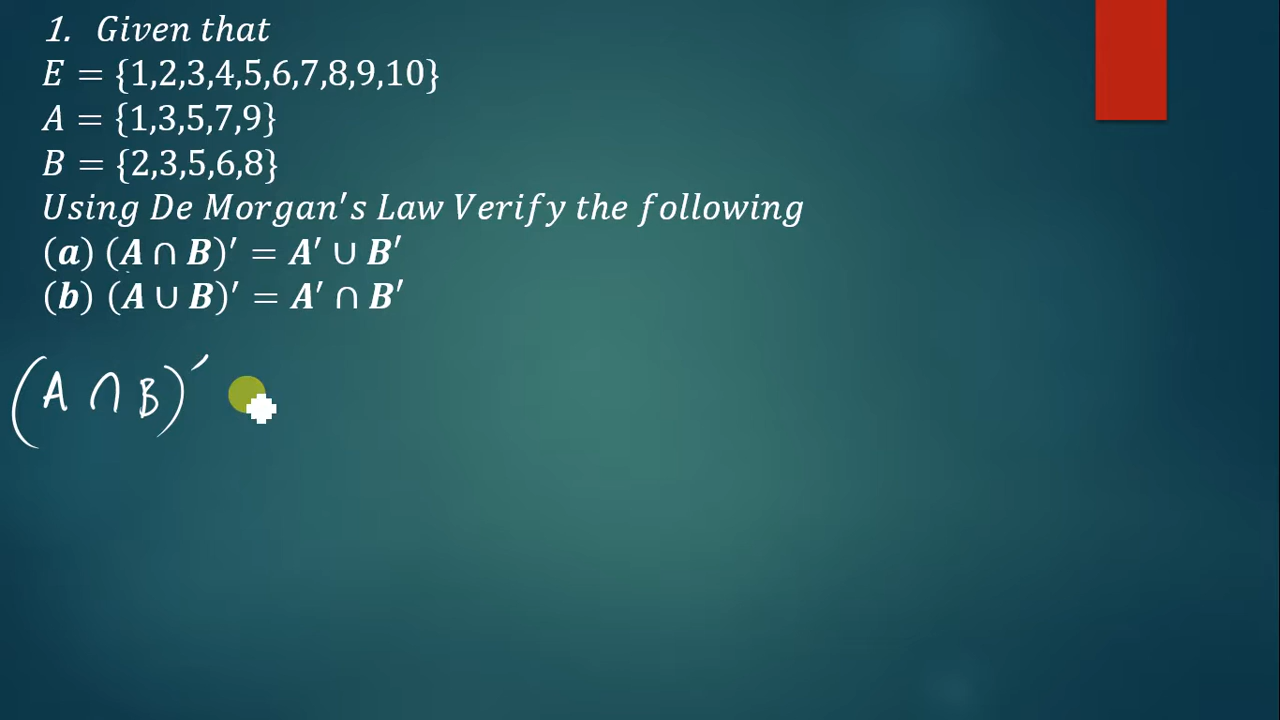 1. Given that
E = {1,2,3,4,5,6,7,8,9,10}
A = {1,3,5,7,9}
B = {2,3,5,6,8}
Using De Morgan's Law Verify the following
(a) (A ∩ B)′ = A′ ∪ B′
(b) (A ∪ B)′ = A′ ∩ B′
(A ∩ B)′